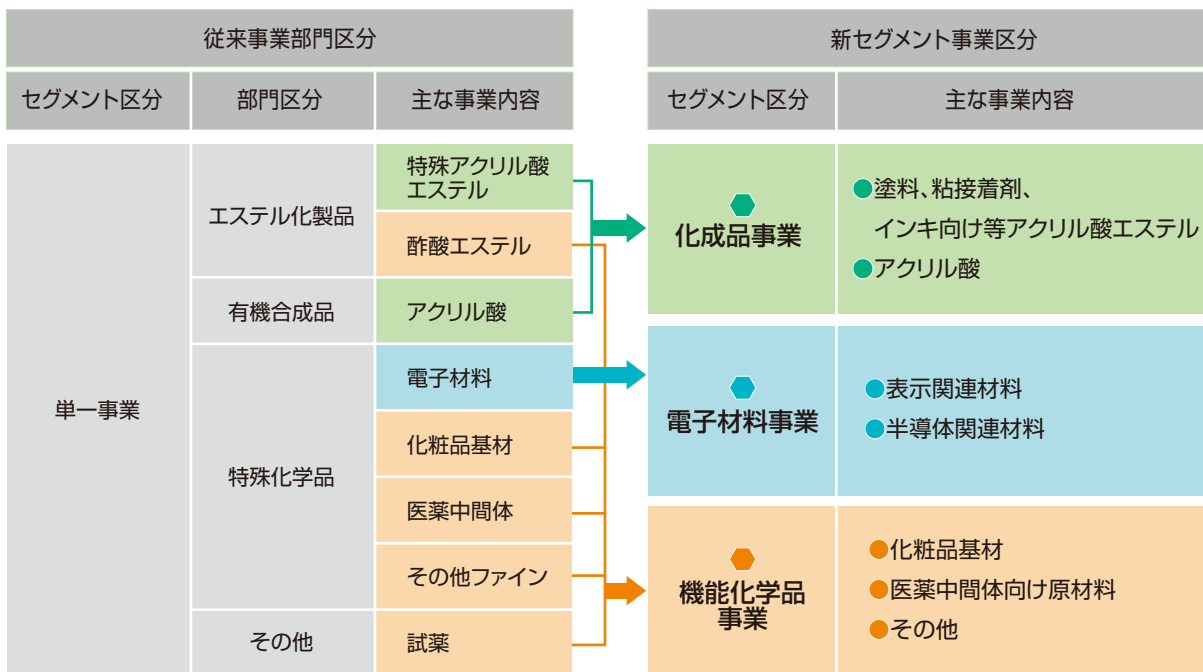 従来事業部門区分
セグメント区分
部門区分
主な事業内容
単一事業
エステル化製品
特殊アクリル酸
エステル
酢酸エステル
有機合成品
アクリル酸
特殊化学品
電子材料
化粧品基材
医薬中間体
その他ファイン
その他
試薬
新セグメント事業区分
セグメント区分
主な事業内容
化成品事業
●塗料、粘接着剤、
インキ向け等アクリル酸エステル
●アクリル酸
電子材料事業
●表示関連材料
●半導体関連材料
機能化学品
事業
●化粧品基材
●医薬中間体向け原材料
●その他